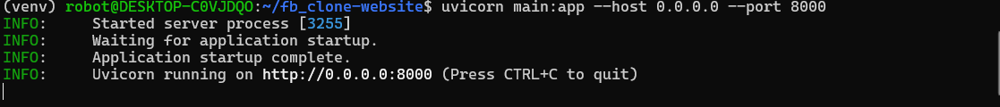 (venv) robot@DESKTOP-C0VJDQO:~/fb_clone-website$ uvicorn main:app --host 0.0.0.0 --port 8000
INFO:     Started server process [3255]
INFO:     Waiting for application startup.
INFO:     Application startup complete.
INFO:     Uvicorn running on http://0.0.0.0:8000 (Press CTRL+C to quit)